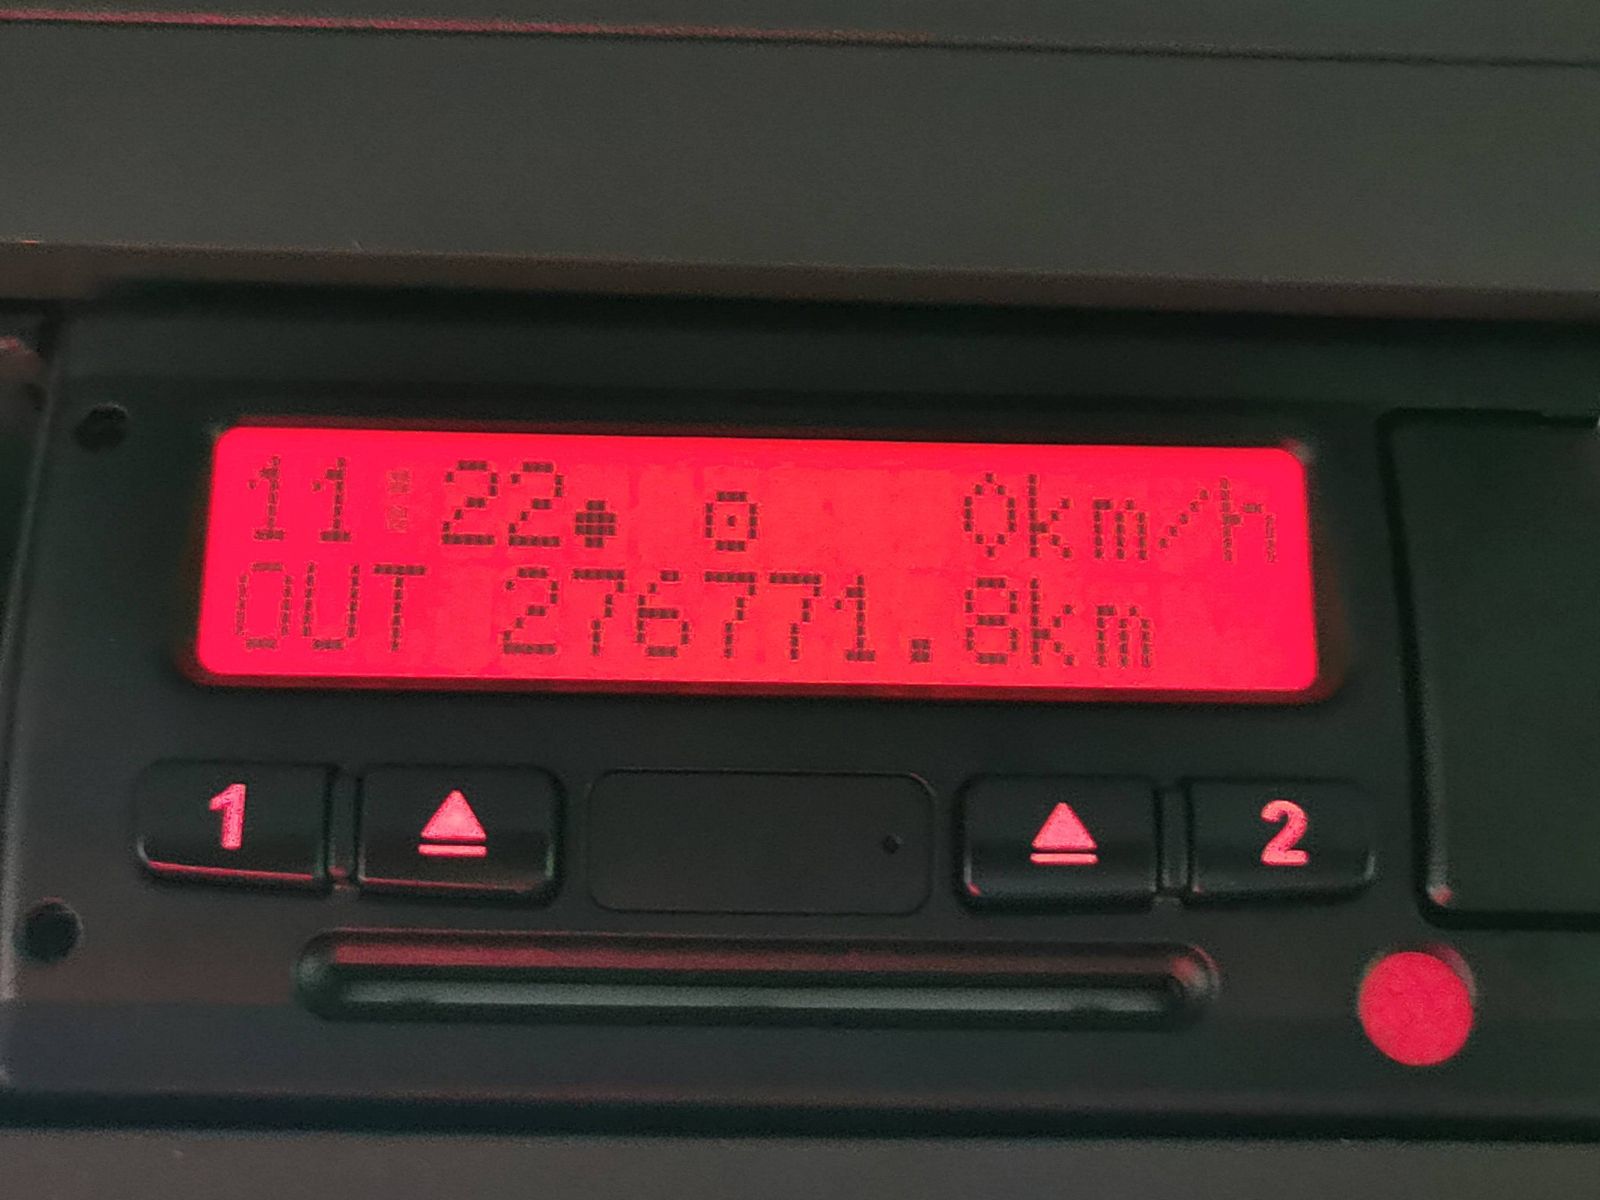 11:22● ⊙ 0km/h
OUT 276771.8km
1 ⏏ ⏏ 2